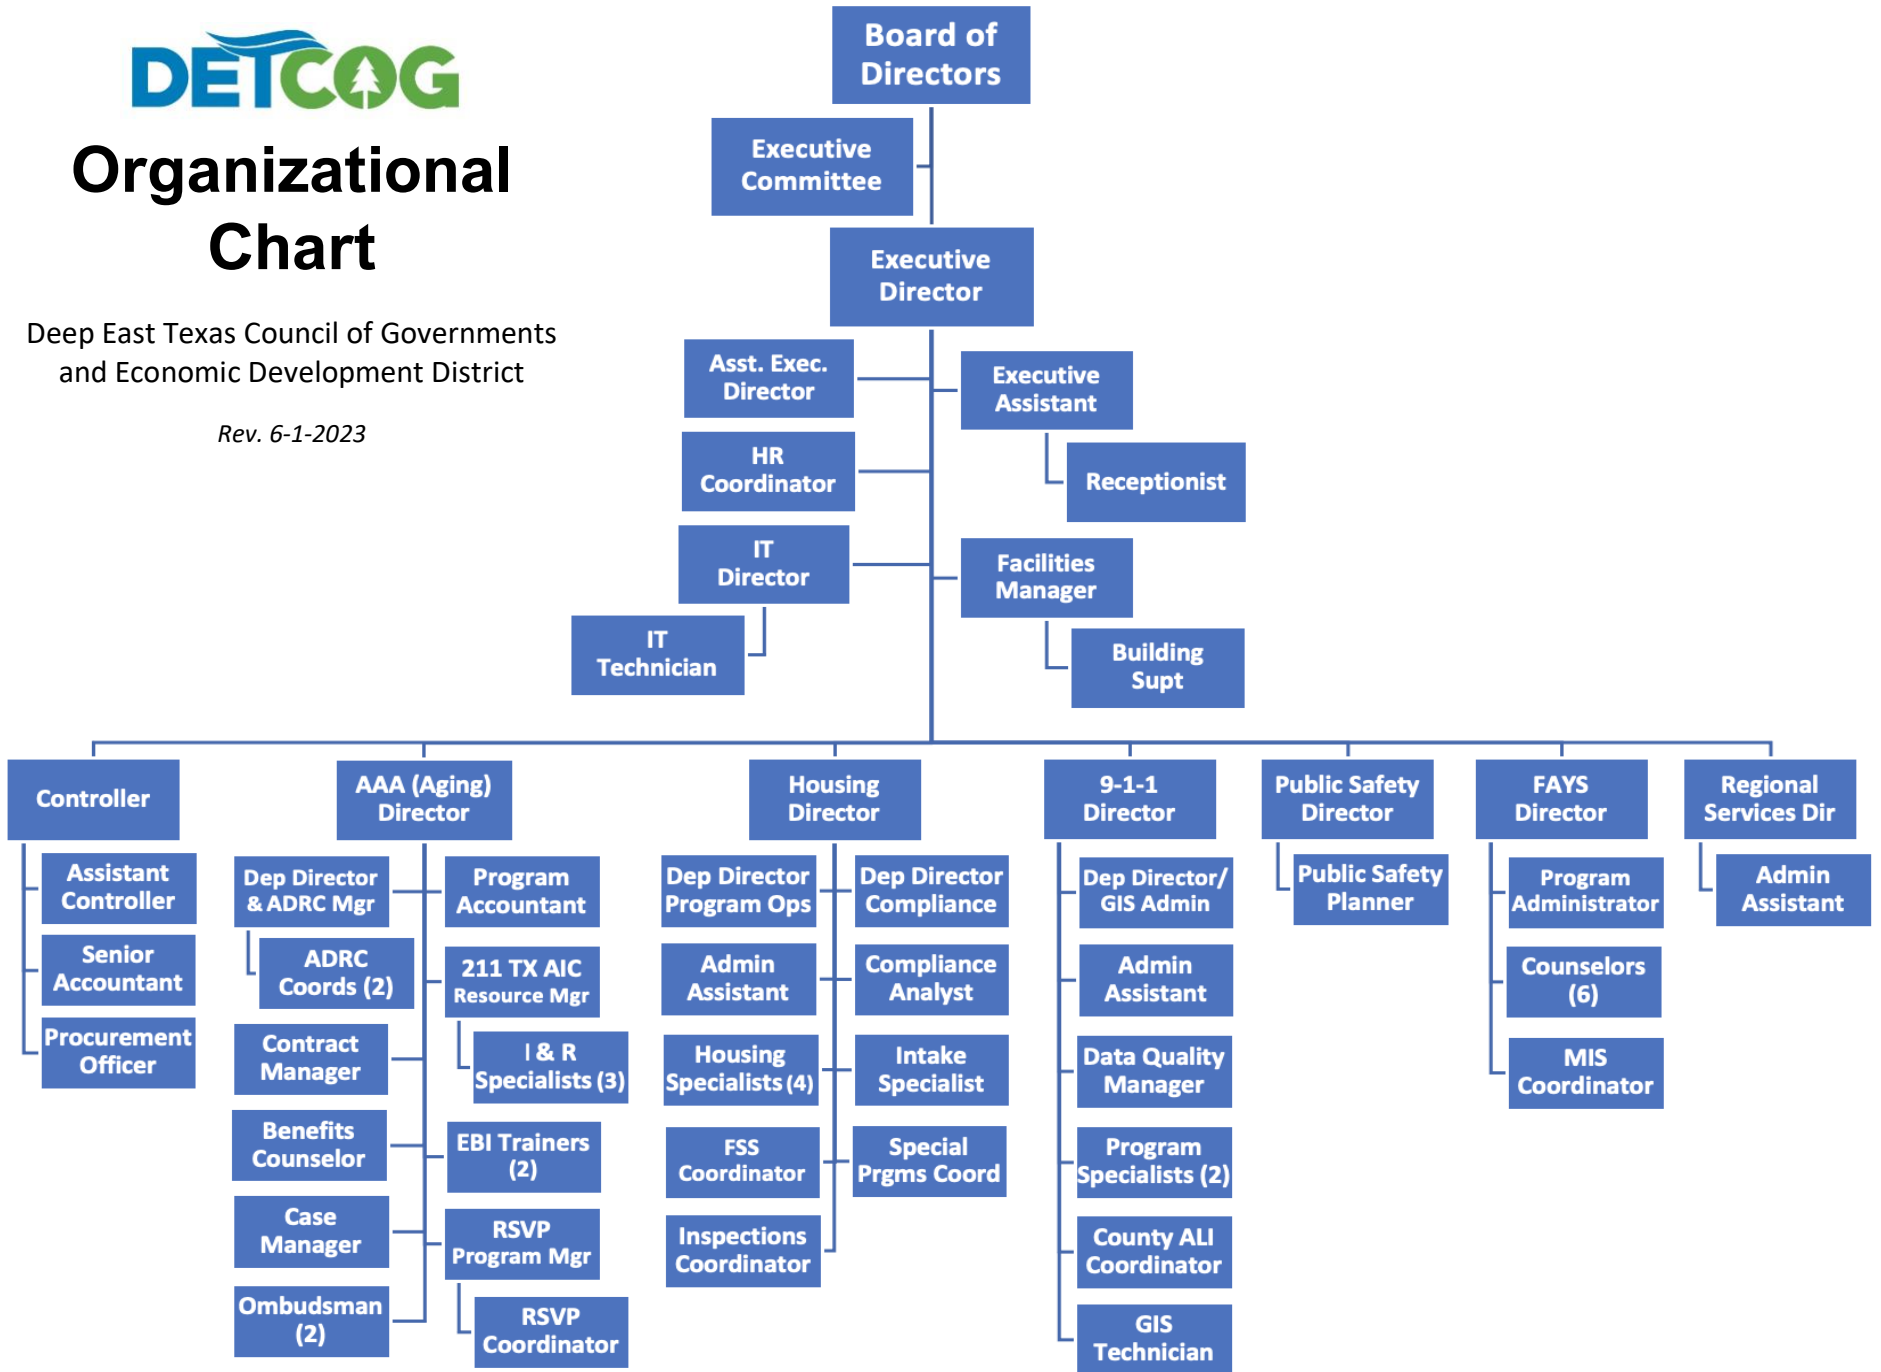 DETCOG
Organizational
Chart
Deep East Texas Council of Governments
and Economic Development District
Rev. 6-1-2023
Board of
Directors
Executive
Committee
Executive
Director
Asst. Exec.
Director
Executive
Assistant
HR
Coordinator
Receptionist
IT
Director
Facilities
Manager
IT
Technician
Building
Supt
Controller
Assistant
Controller
Senior
Accountant
Procurement
Officer
AAA (Aging)
Director
Dep Director
& ADRC Mgr
ADRC
Coords (2)
Contract
Manager
Benefits
Counselor
Case
Manager
Ombudsman
(2)
Program
Accountant
211 TX AIC
Resource Mgr
I & R
Specialists (3)
EBI Trainers
(2)
RSVP
Program Mgr
RSVP
Coordinator
Housing
Director
Dep Director
Program Ops
Admin
Assistant
Housing
Specialists (4)
FSS
Coordinator
Inspections
Coordinator
Dep Director
Compliance
Compliance
Analyst
Intake
Specialist
Special
Prgms Coord
9-1-1
Director
Dep Director/
GIS Admin
Admin
Assistant
Data Quality
Manager
Program
Specialists (2)
County ALI
Coordinator
GIS
Technician
Public Safety
Director
Public Safety
Planner
FAYS
Director
Program
Administrator
Counselors
(6)
MIS
Coordinator
Regional
Services Dir
Admin
Assistant